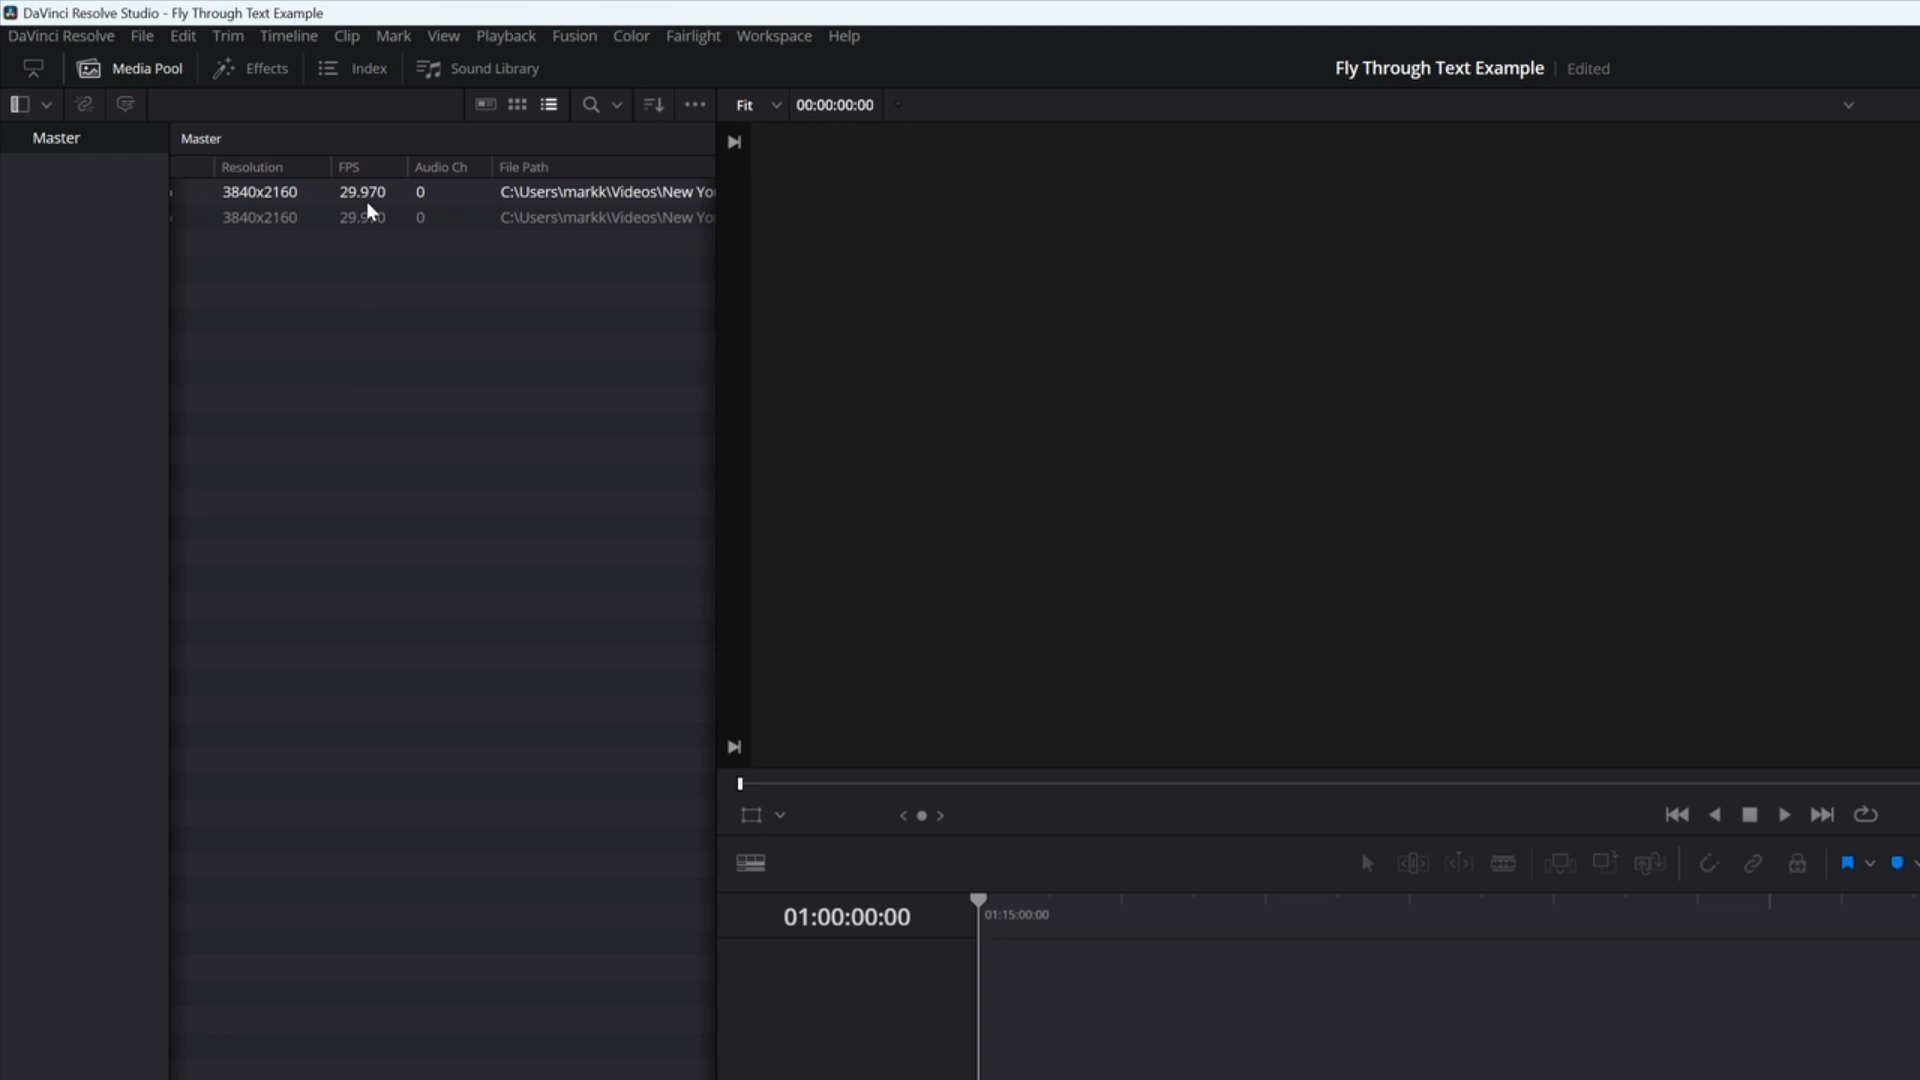 DaVinci Resolve Studio - Fly Through Text Example
DaVinci Resolve File Edit Trim Timeline Clip Mark View Playback Fusion Color Fairlight Workspace Help
Media Pool Effects Index Sound Library Fly Through Text Example Edited
Fit 00:00:00:00
Master Master
Resolution FPS Audio Ch File Path
3840x2160 29.970 0 C:\Users\markk\Videos\New You
3840x2160 0 C:\Users\markk\Videos\New You
01:00:00:00 01:15:00:00